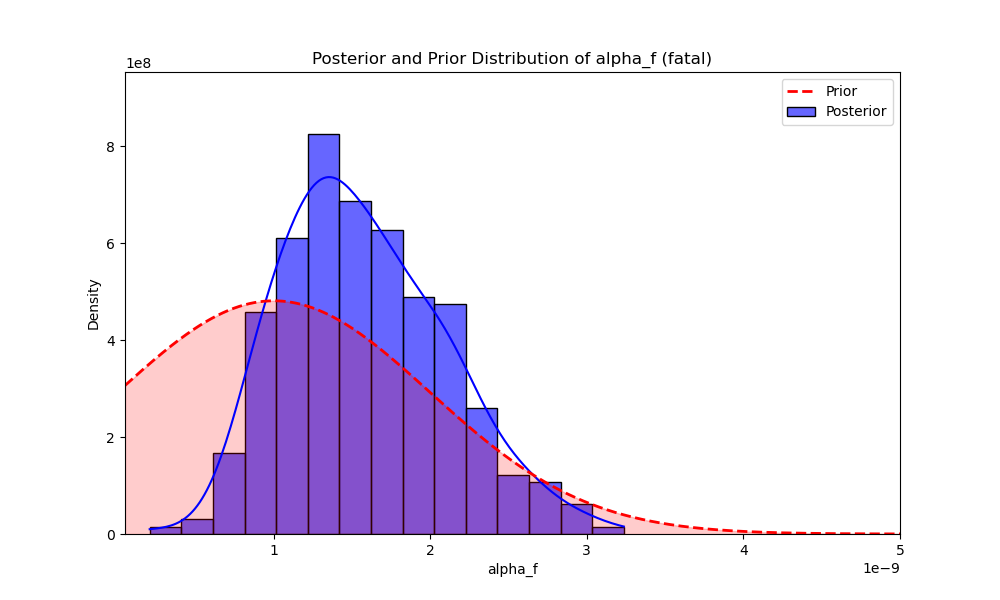 Posterior and Prior Distribution of alpha_f (fatal)
1e8
Prior
Posterior
8
6
4
2
0
Density
1 2 3 4 5
alpha_f
1e−9